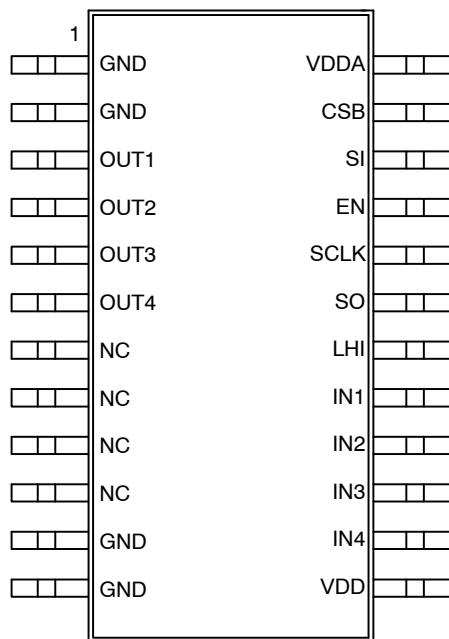 1
GND VDDA
GND CSB
OUT1 SI
OUT2 EN
OUT3 SCLK
OUT4 SO
NC LHI
NC IN1
NC IN2
NC IN3
GND IN4
GND VDD